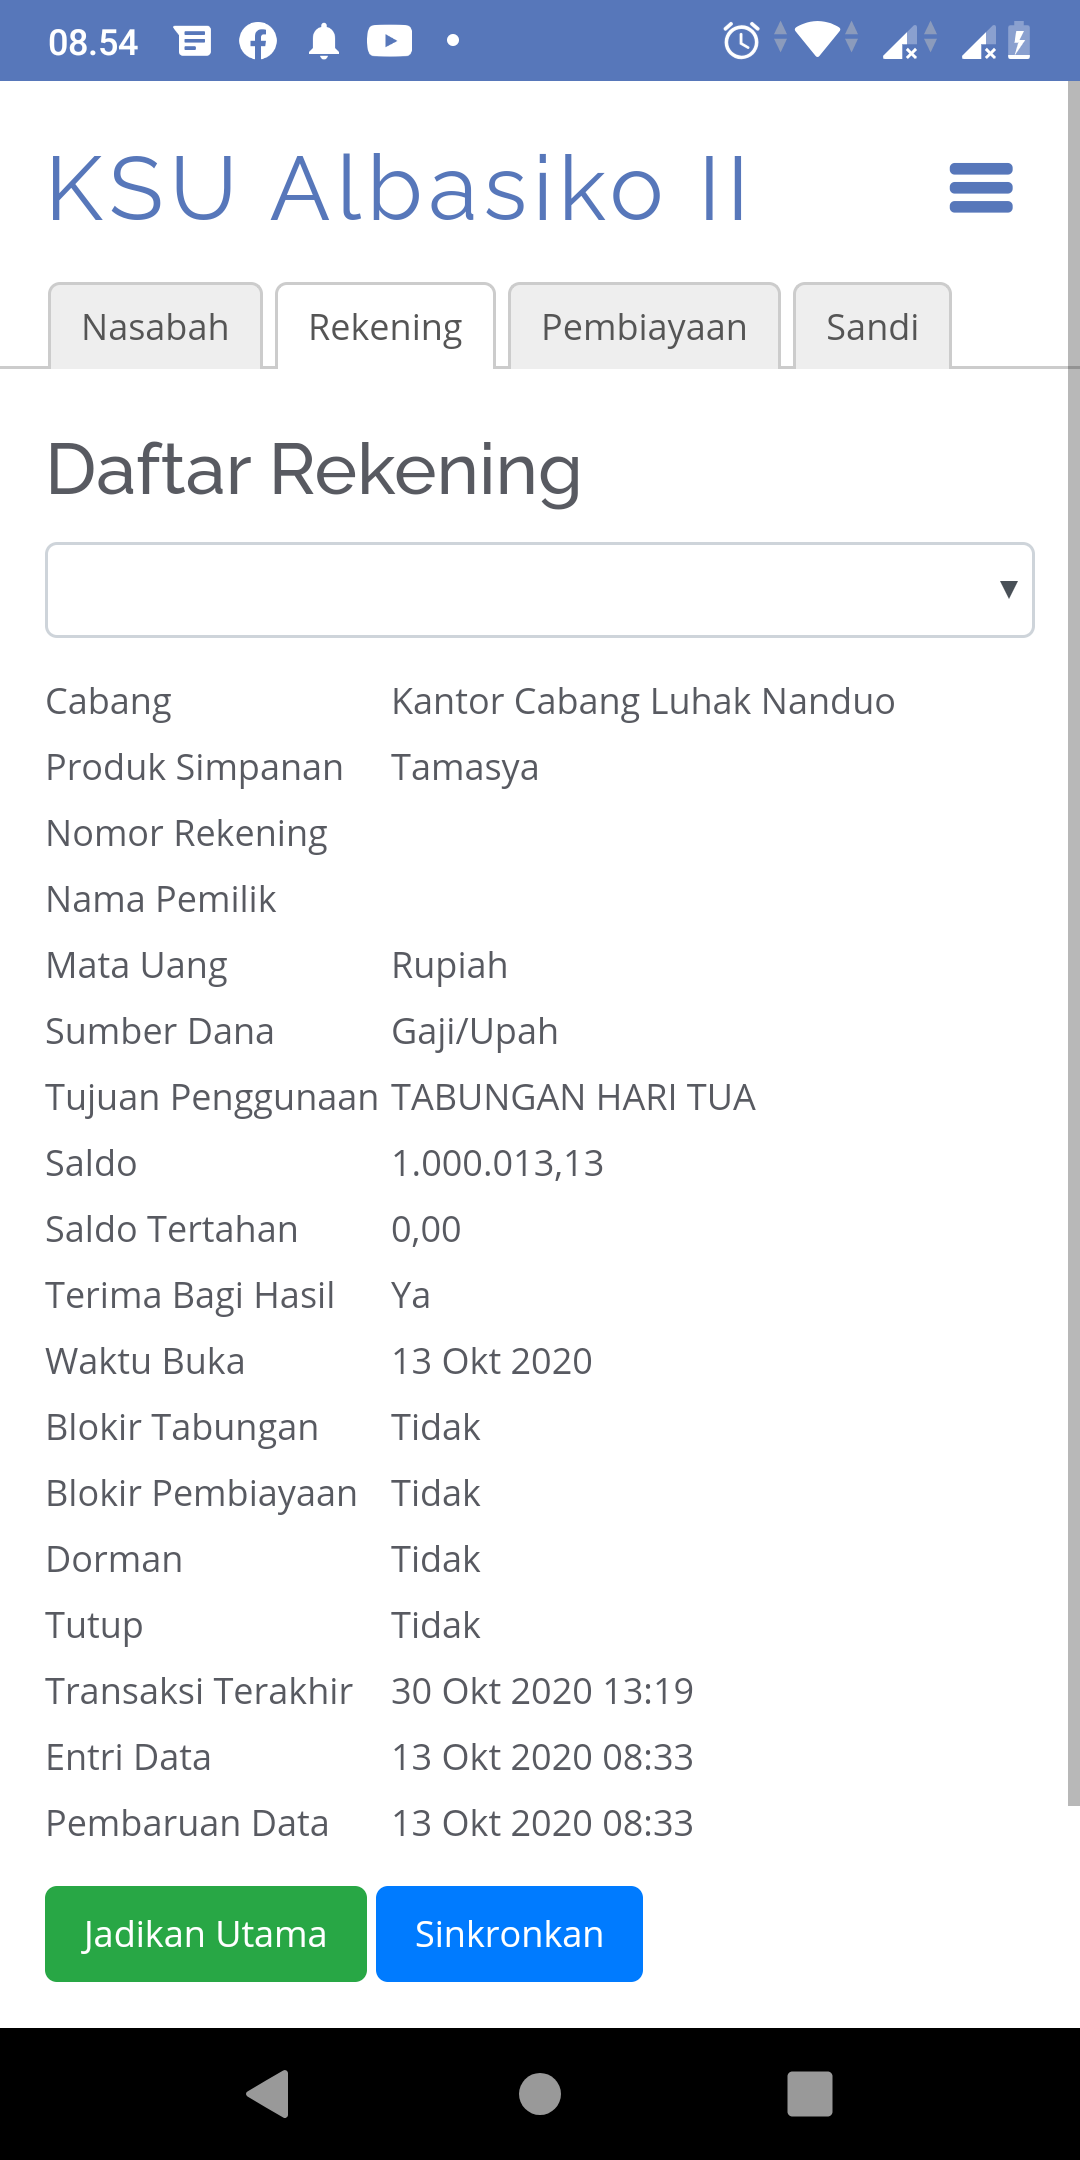 08.54
KSU Albasiko II
Nasabah Rekening Pembiayaan Sandi
Daftar Rekening
Cabang Kantor Cabang Luhak Nanduo
Produk Simpanan Tamasya
Nomor Rekening
Nama Pemilik
Mata Uang Rupiah
Sumber Dana Gaji/Upah
Tujuan Penggunaan TABUNGAN HARI TUA
Saldo 1.000.013,13
Saldo Tertahan 0,00
Terima Bagi Hasil Ya
Waktu Buka 13 Okt 2020
Blokir Tabungan Tidak
Blokir Pembiayaan Tidak
Dorman Tidak
Tutup Tidak
Transaksi Terakhir 30 Okt 2020 13:19
Entri Data 13 Okt 2020 08:33
Pembaruan Data 13 Okt 2020 08:33
Jadikan Utama Sinkronkan